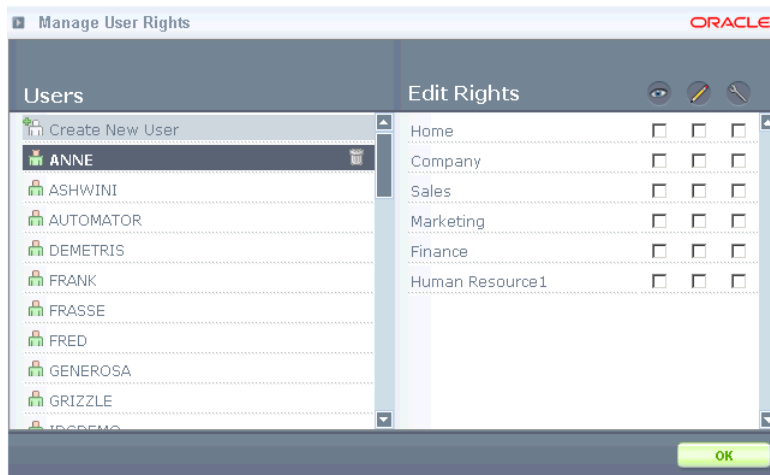 Manage User Rights
ORACLE
Users
Edit Rights
Create New User
ANNE
ASHWINI
AUTOMATOR
DEMETRIS
FRANK
FRASSE
FRED
GENEROSA
GRIZZLE
Home
Company
Sales
Marketing
Finance
Human Resource1
OK